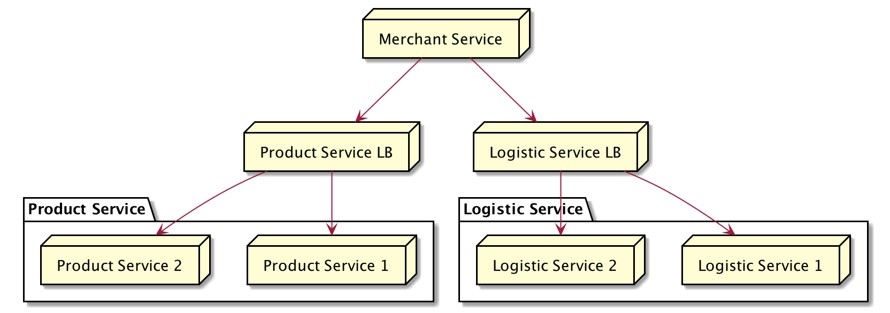 Merchant Service
Product Service LB
Logistic Service LB
Product Service
Logistic Service
Product Service 2
Product Service 1
Logistic Service 2
Logistic Service 1